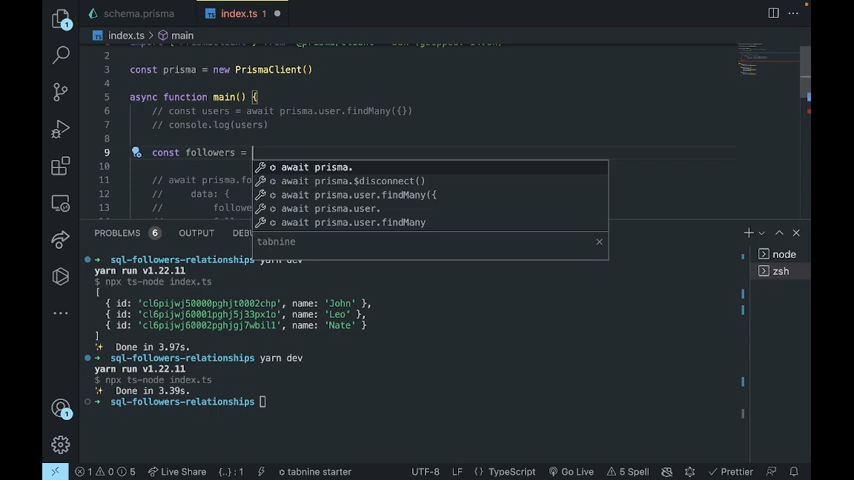 schema.prisma
index.ts 1
index.ts > main
2
3 const prisma = new PrismaClient()
4
5 async function main() {
6 // const users = await prisma.user.findMany({})
7 // console.log(users)
8
9 const followers =
10
11 // await prisma.fo
12 // data: {
13 // followe
await prisma.
await prisma.$disconnect()
await prisma.user.findMany({
await prisma.user.
await prisma.user.findMany
tabnine
PROBLEMS 6 OUTPUT DEBU
node
zsh
sql-followers-relationships yarn dev
yarn run v1.22.11
$ npx ts-node index.ts
[
{ id: 'cl6pijwj50000pghjt0002chp', name: 'John' },
{ id: 'cl6pijwj60001pghj5j33px1o', name: 'Leo' },
{ id: 'cl6pijwj60002pghjgj7wbil1', name: 'Nate' }
]
Done in 3.97s.
sql-followers-relationships yarn dev
yarn run v1.22.11
$ npx ts-node index.ts
Done in 3.39s.
sql-followers-relationships
1
1
1 0 5 Live Share {..} : 1 tabnine starter UTF-8 LF { } TypeScript Go Live 5 Spell Prettier